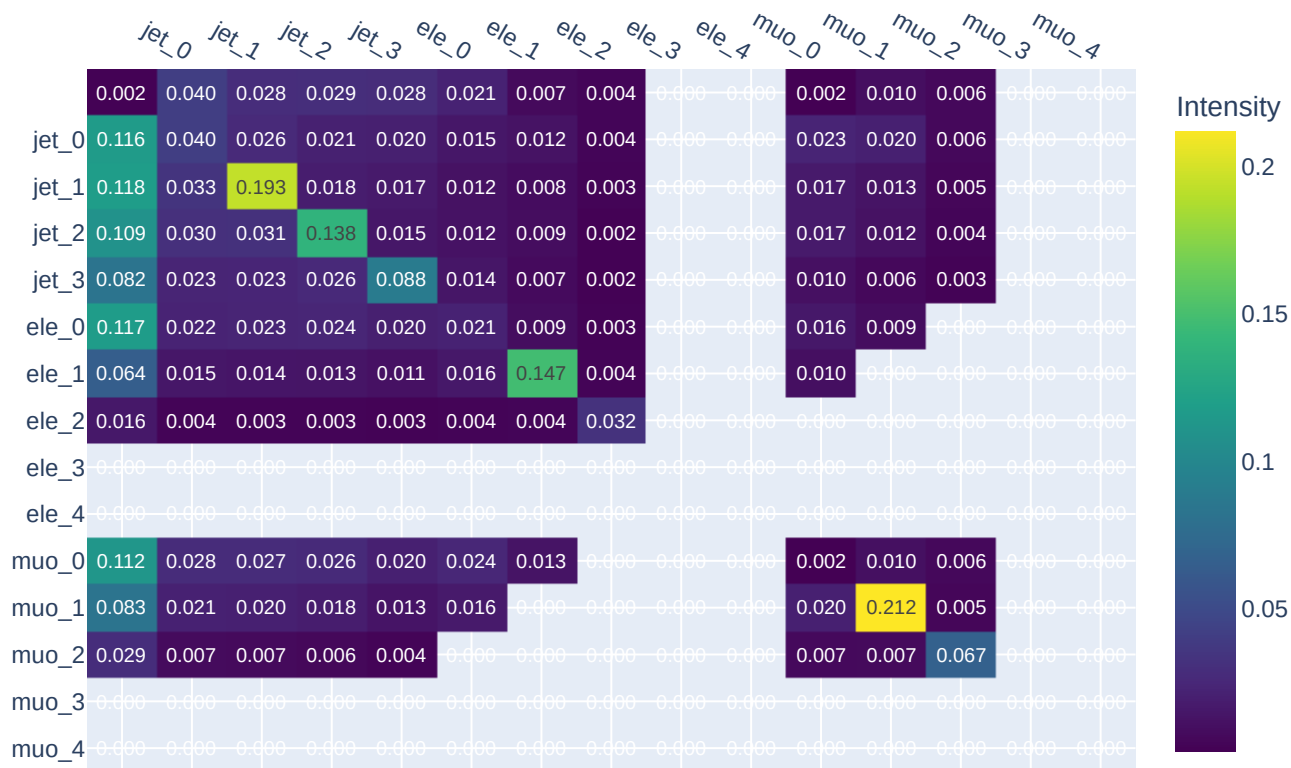 jet_0 jet_1 jet_2 jet_3 ele_0 ele_1 ele_2 ele_3 ele_4 muo_0 muo_1 muo_2 muo_3 muo_4
0.002 0.040 0.028 0.029 0.028 0.021 0.007 0.004 0.000 0.000 0.002 0.010 0.006 0.000 0.000
jet_0 0.116 0.040 0.026 0.021 0.020 0.015 0.012 0.004 0.000 0.000 0.023 0.020 0.006 0.000 0.000
jet_1 0.118 0.033 0.193 0.018 0.017 0.012 0.008 0.003 0.000 0.000 0.017 0.013 0.005 0.000 0.000
jet_2 0.109 0.030 0.031 0.138 0.015 0.012 0.009 0.002 0.000 0.000 0.017 0.012 0.004 0.000 0.000
jet_3 0.082 0.023 0.023 0.026 0.088 0.014 0.007 0.002 0.000 0.000 0.010 0.006 0.003 0.000 0.000
ele_0 0.117 0.022 0.023 0.024 0.020 0.021 0.009 0.003 0.000 0.000 0.016 0.009 0.000 0.000 0.000
ele_1 0.064 0.015 0.014 0.013 0.011 0.016 0.147 0.004 0.000 0.000 0.010 0.000 0.000 0.000 0.000
ele_2 0.016 0.004 0.003 0.003 0.003 0.004 0.004 0.032 0.000 0.000 0.000 0.000 0.000 0.000 0.000
ele_3 0.000 0.000 0.000 0.000 0.000 0.000 0.000 0.000 0.000 0.000 0.000 0.000 0.000 0.000 0.000
ele_4 0.000 0.000 0.000 0.000 0.000 0.000 0.000 0.000 0.000 0.000 0.000 0.000 0.000 0.000 0.000
muo_0 0.112 0.028 0.027 0.026 0.020 0.024 0.013 0.000 0.000 0.000 0.002 0.010 0.006 0.000 0.000
muo_1 0.083 0.021 0.020 0.018 0.013 0.016 0.000 0.000 0.000 0.000 0.020 0.212 0.005 0.000 0.000
muo_2 0.029 0.007 0.007 0.006 0.004 0.000 0.000 0.000 0.000 0.000 0.007 0.007 0.067 0.000 0.000
muo_3 0.000 0.000 0.000 0.000 0.000 0.000 0.000 0.000 0.000 0.000 0.000 0.000 0.000 0.000 0.000
muo_4 0.000 0.000 0.000 0.000 0.000 0.000 0.000 0.000 0.000 0.000 0.000 0.000 0.000 0.000 0.000
Intensity
0.2
0.15
0.1
0.05